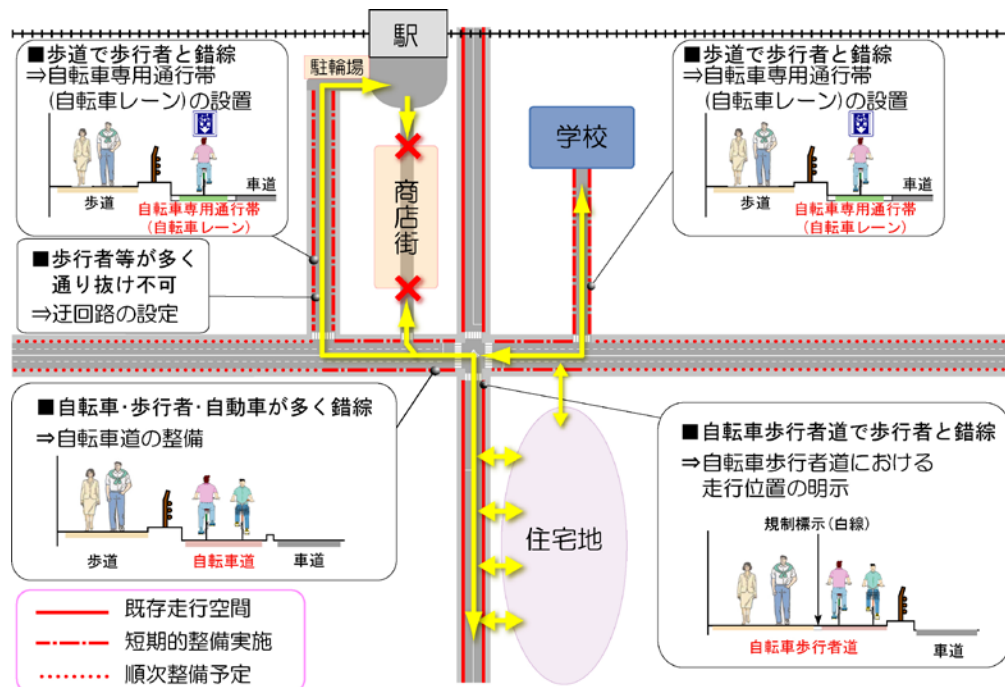 駅
■歩道で歩行者と錯綜
⇒自転車専用通行帯
(自転車レーン)の設置
歩道
車道
自転車専用通行帯
(自転車レーン)
駐輪場
商店街
学校
■歩道で歩行者と錯綜
⇒自転車専用通行帯
(自転車レーン)の設置
歩道
車道
自転車専用通行帯
(自転車レーン)
■歩行者等が多く
通り抜け不可
⇒迂回路の設定
■自転車・歩行者・自動車が多く錯綜
⇒自転車道の整備
歩道
自転車道
車道
住宅地
■自転車歩行者道で歩行者と錯綜
⇒自転車歩行者道における
走行位置の明示
規制標示(白線)
自転車歩行者道
車道
既存走行空間
短期的整備実施
順次整備予定